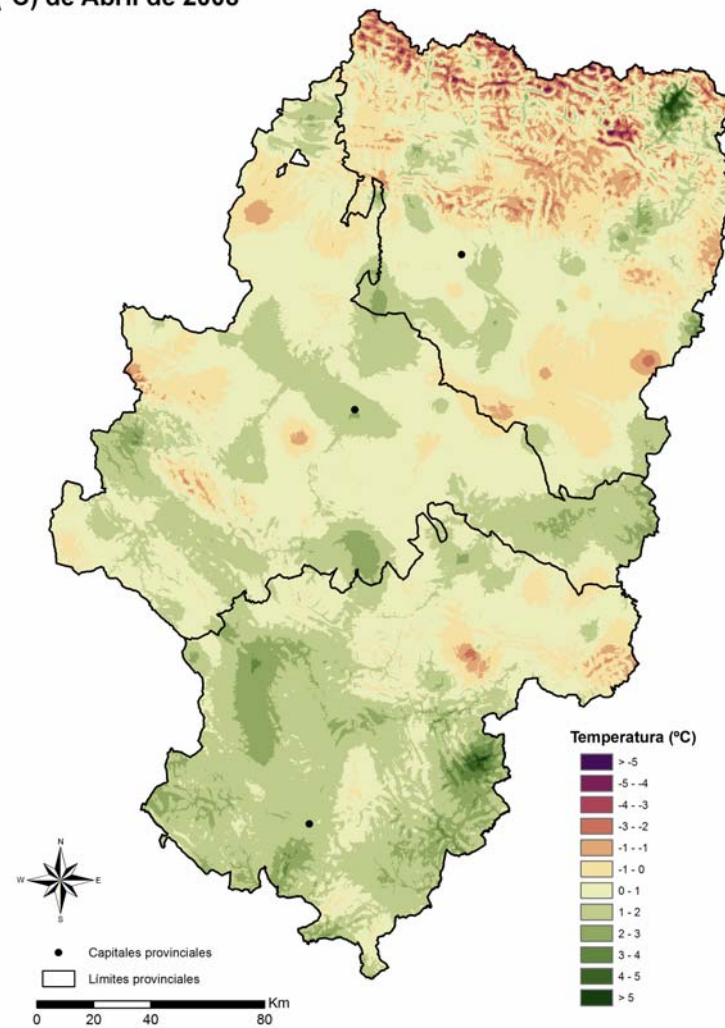 (ºC) de Abril de 2008
Temperatura (ºC)
> -5
-5 - -4
-4 - -3
-3 - -2
-1 - -1
-1 - 0
0 - 1
1 - 2
2 - 3
3 - 4
4 - 5
> 5
N
W
E
S
Capitales provinciales
Límites provinciales
Km
0 20 40 80